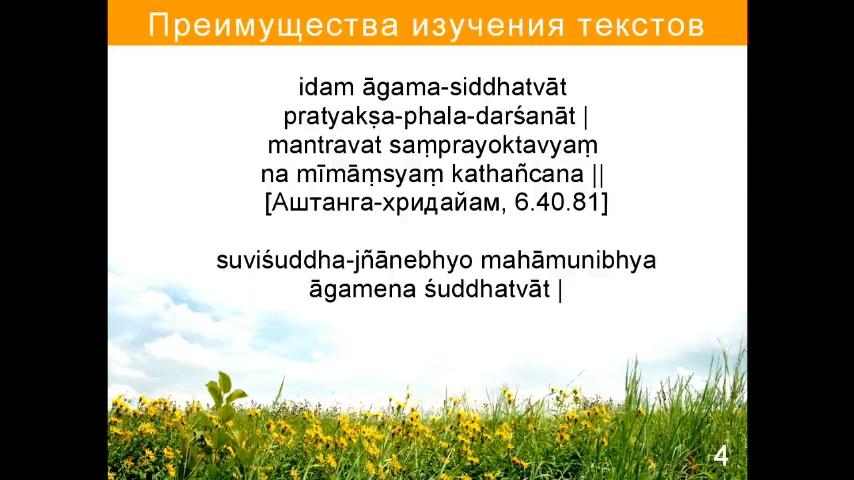 Преимущества изучения текстов
idam āgama-siddhatvāt
pratyakṣa-phala-darśanāt |
mantravat saṃprayoktavyaṃ
na mīmāṃsyaṃ kathañcana ||
[Аштанга-хридайам, 6.40.81]
suviśuddha-jñānebhyo mahāmunibhya
āgamena śuddhatvāt |
4